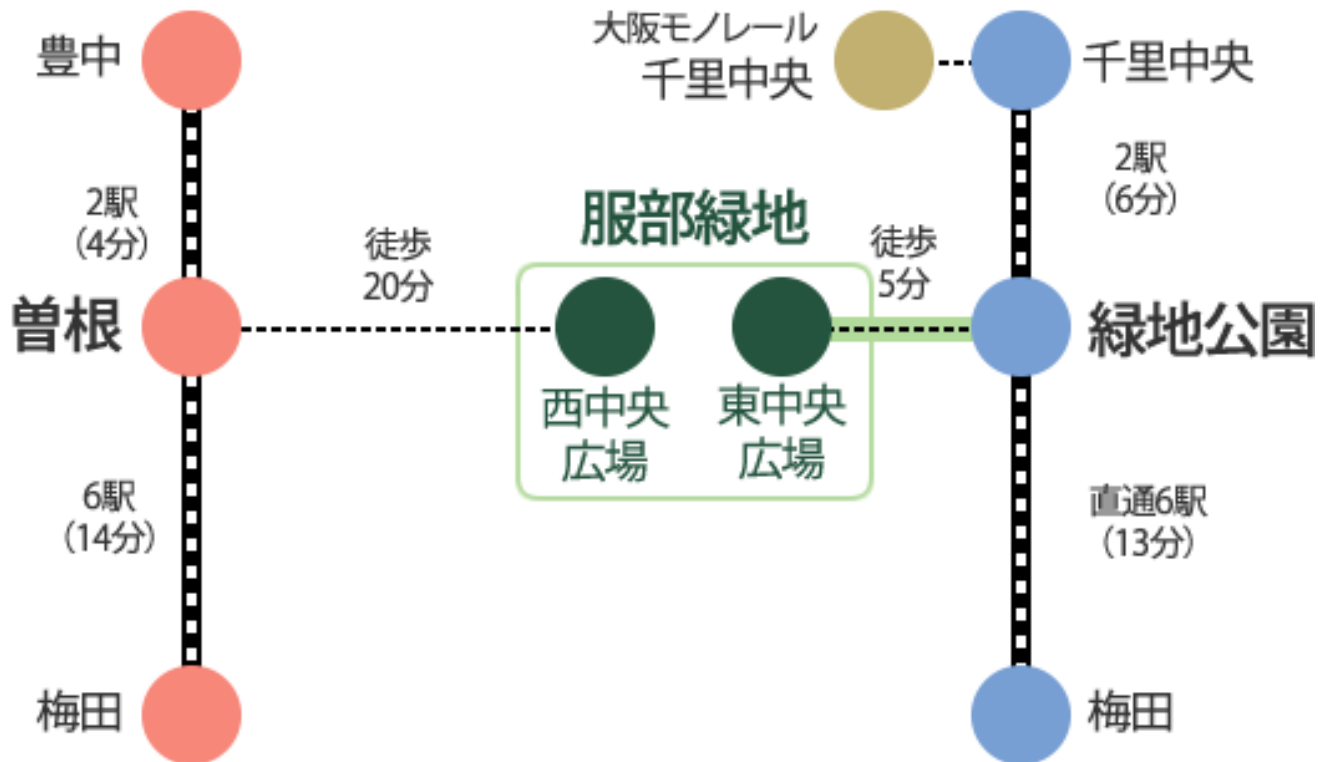 豊中
大阪モノレール
千里中央
千里中央
2駅
(4分)
2駅
(6分)
服部緑地
徒歩
20分
徒歩
5分
曽根
緑地公園
西中央
広場
東中央
広場
6駅
(14分)
直通6駅
(13分)
梅田
梅田